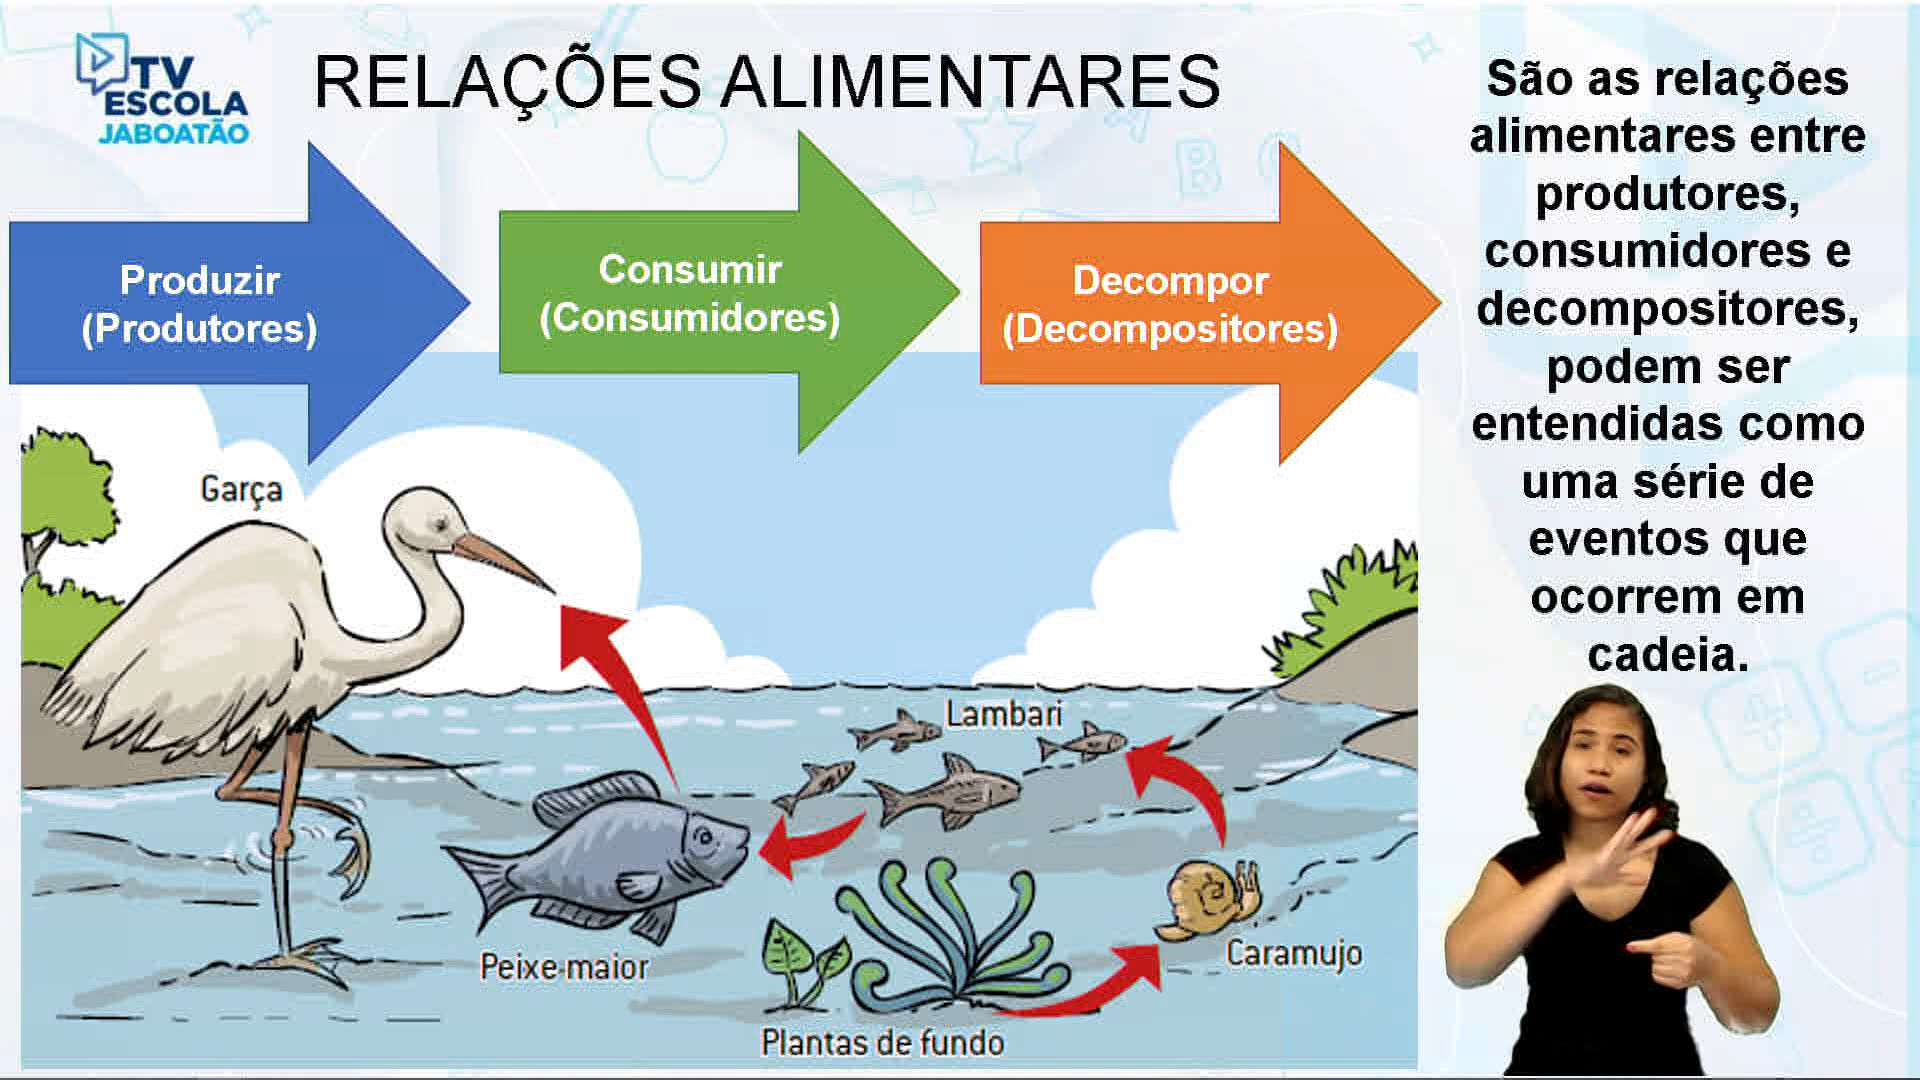 TV
ESCOLA
JABOATÃO
RELAÇÕES ALIMENTARES
Produzir
(Produtores)
Consumir
(Consumidores)
Decompor
(Decompositores)
São as relações
alimentares entre
produtores,
consumidores e
decompositores,
podem ser
entendidas como
uma série de
eventos que
ocorrem em
cadeia.
Garça
Lambari
Peixe maior
Caramujo
Plantas de fundo